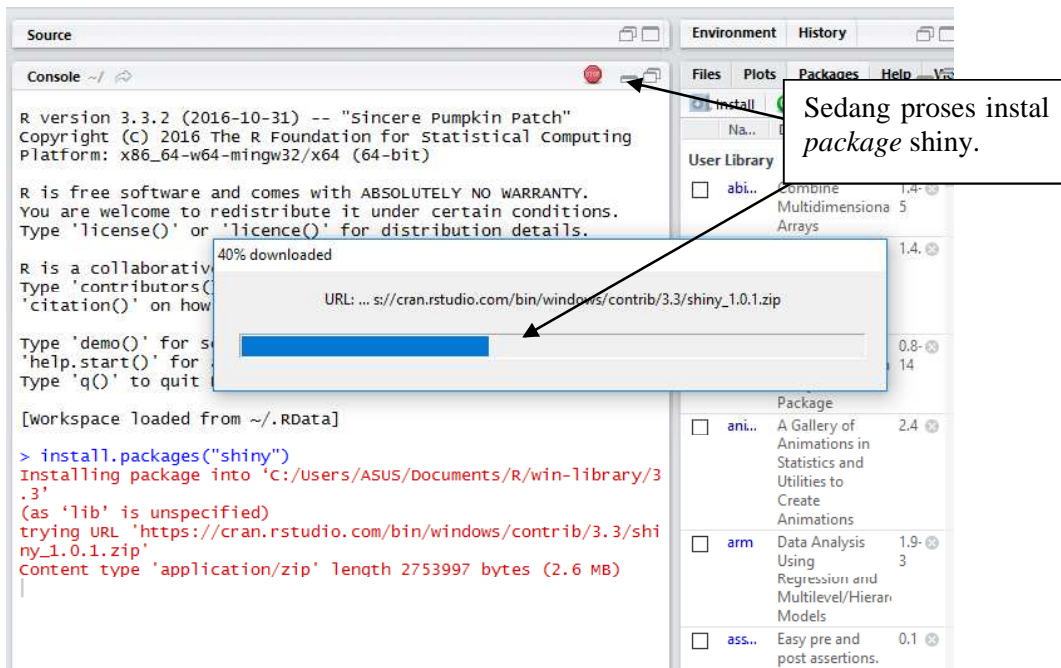 Source
Console ~/
R version 3.3.2 (2016-10-31) -- "Sincere Pumpkin Patch"
Copyright (C) 2016 The R Foundation for Statistical Computing
Platform: x86_64-w64-mingw32/x64 (64-bit)
R is free software and comes with ABSOLUTELY NO WARRANTY.
You are welcome to redistribute it under certain conditions.
Type 'license()' or 'licence()' for distribution details.
R is a collaborativ
Type 'contributors(
'citation()' on how
Type 'demo()' for s
'help.start()' for
Type 'q()' to quit
[Workspace loaded from ~/.RData]
> install.packages("shiny")
Installing package into ‘C:/Users/ASUS/Documents/R/win-library/3
.3’
(as ‘lib’ is unspecified)
trying URL 'https://cran.rstudio.com/bin/windows/contrib/3.3/shi
ny_1.0.1.zip'
Content type 'application/zip' length 2753997 bytes (2.6 MB)
40% downloaded
URL: ... s://cran.rstudio.com/bin/windows/contrib/3.3/shiny_1.0.1.zip
Sedang proses instal
package shiny.
Environment History
Files Plots Packages Help
Install
Na...
User Library
abi... Combine 1.4-
Multidimensiona 5
Arrays
1.4.
0.8-
14
Package
ani... A Gallery of 2.4
Animations in
Statistics and
Utilities to
Create
Animations
arm Data Analysis 1.9-
Using 3
Regression and
Multilevel/Hierar
Models
ass... Easy pre and 0.1
post assertions.